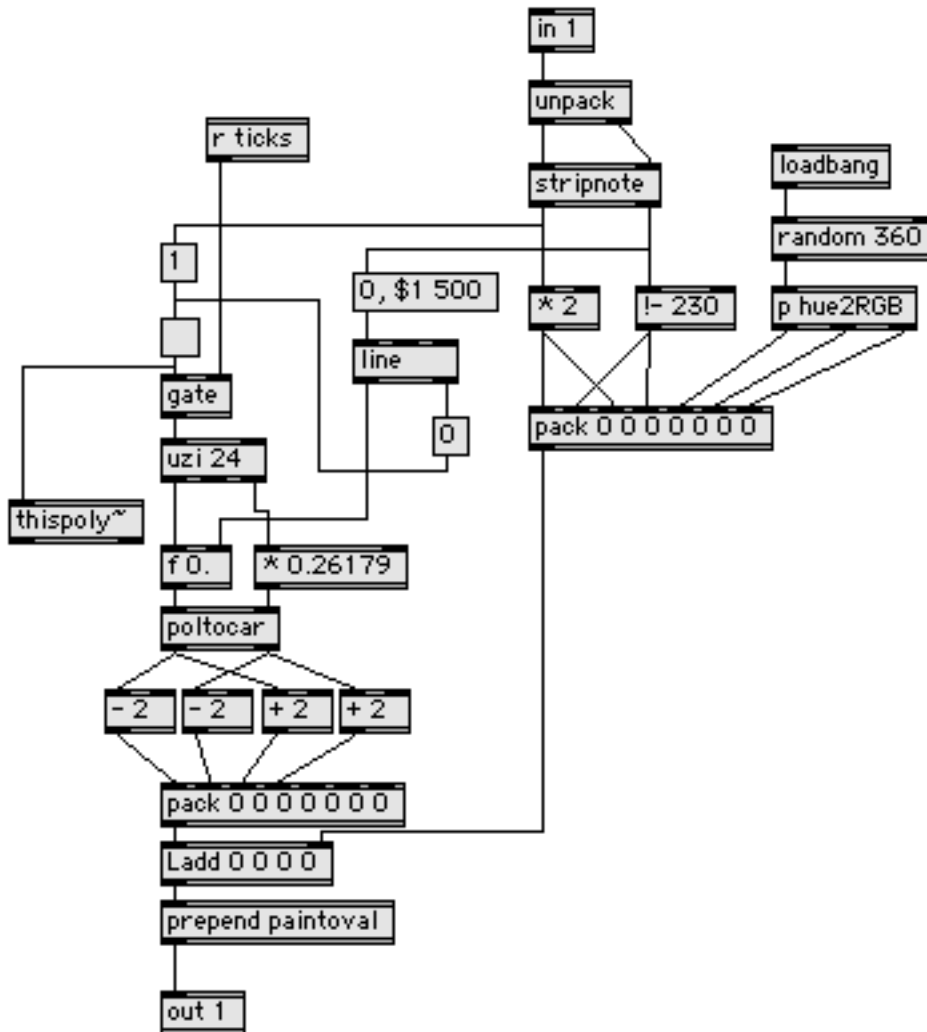 in 1
unpack
r ticks
stripnote
loadbang
random 360
1
0, $1 500
* 2
!- 230
p hue2RGB
line
gate
0
pack 0 0 0 0 0 0 0
uzi 24
thispoly~
f 0.
* 0.26179
poltocar
- 2
- 2
+ 2
+ 2
pack 0 0 0 0 0 0 0
Ladd 0 0 0 0
prepend paintoval
out 1